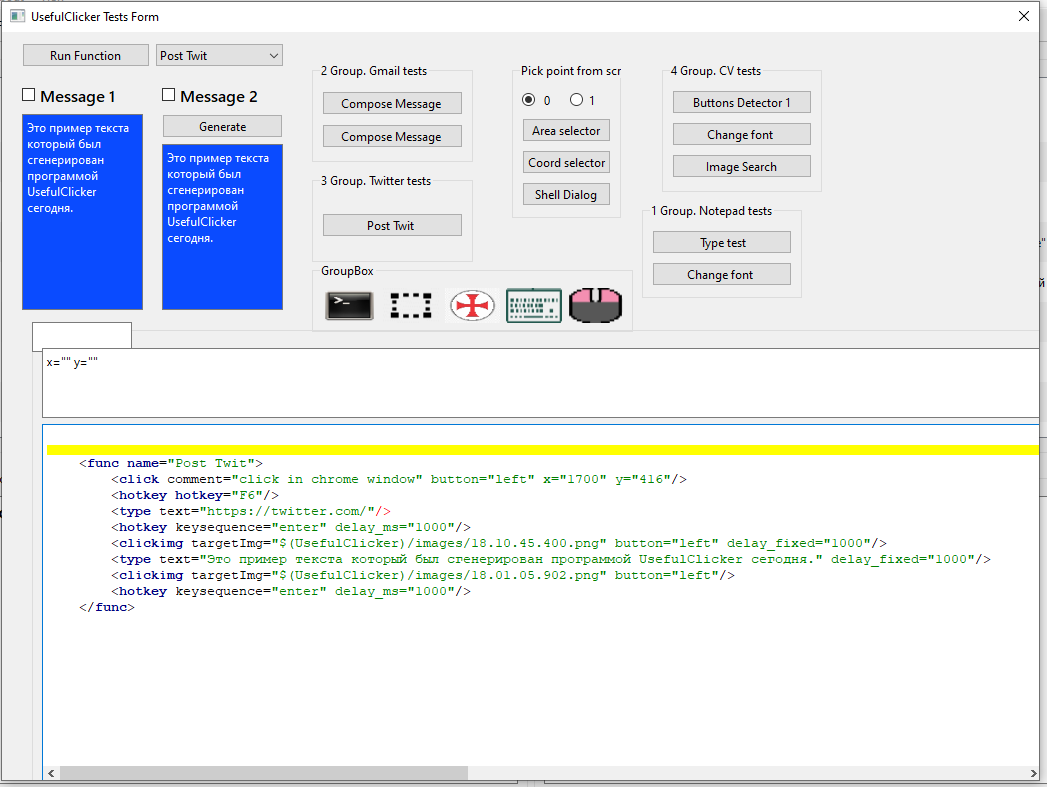 UsefulClicker Tests Form
Run Function
Post Twit
Message 1
Message 2
Generate
Это пример текста
который был
сгенерирован
программой
UsefulClicker
сегодня.
Это пример текста
который был
сгенерирован
программой
UsefulClicker
сегодня.
2 Group. Gmail tests
Compose Message
Compose Message
3 Group. Twitter tests
Post Twit
GroupBox
Pick point from scr
0 1
Area selector
Coord selector
Shell Dialog
4 Group. CV tests
Buttons Detector 1
Change font
Image Search
1 Group. Notepad tests
Type test
Change font
x="" y=""
<func name="Post Twit">
<click comment="click in chrome window" button="left" x="1700" y="416"/>
<hotkey hotkey="F6"/>
<type text="https://twitter.com/"/>
<hotkey keysequence="enter" delay_ms="1000"/>
<clickimg targetImg="$(UsefulClicker)/images/18.10.45.400.png" button="left" delay_fixed="1000"/>
<type text="Это пример текста который был сгенерирован программой UsefulClicker сегодня." delay_fixed="1000"/>
<clickimg targetImg="$(UsefulClicker)/images/18.01.05.902.png" button="left"/>
<hotkey keysequence="enter" delay_ms="1000"/>
</func>